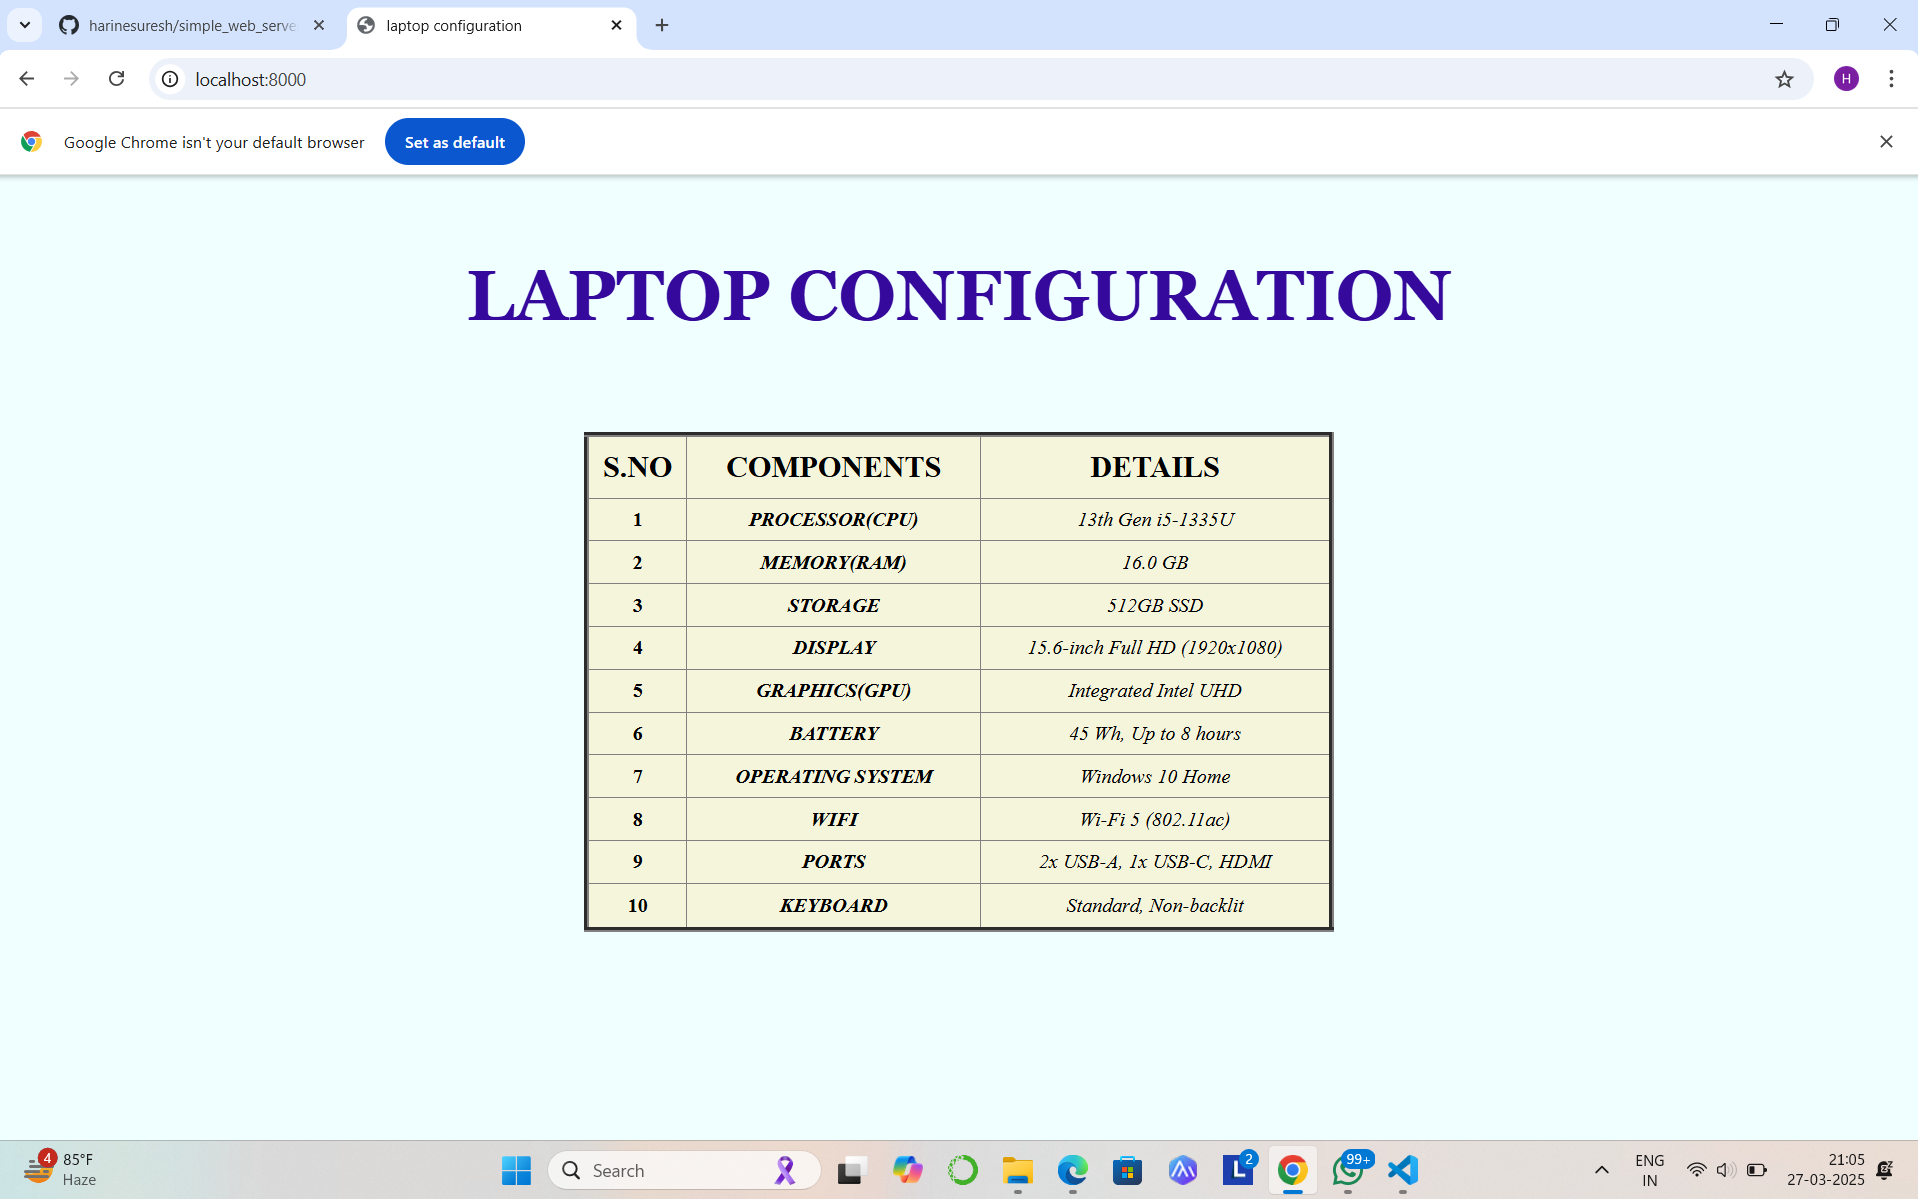 harinesuresh/simple_web_serve
laptop configuration
localhost:8000
H
Google Chrome isn't your default browser
Set as default
LAPTOP CONFIGURATION
S.NO COMPONENTS DETAILS
1 PROCESSOR(CPU) 13th Gen i5-1335U
2 MEMORY(RAM) 16.0 GB
3 STORAGE 512GB SSD
4 DISPLAY 15.6-inch Full HD (1920x1080)
5 GRAPHICS(GPU) Integrated Intel UHD
6 BATTERY 45 Wh, Up to 8 hours
7 OPERATING SYSTEM Windows 10 Home
8 WIFI Wi-Fi 5 (802.11ac)
9 PORTS 2x USB-A, 1x USB-C, HDMI
10 KEYBOARD Standard, Non-backlit
4
85°F
Haze
Search
L
2
99+
ENG
IN
21:05
27-03-2025